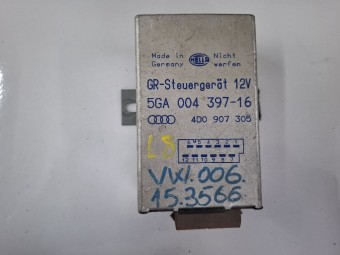 Made in Germany
HELLA
Nicht werfen
GR-Steuergerät 12V
5GA 004 397-16
4D0 907 305
LS
VW.006.
15.3566